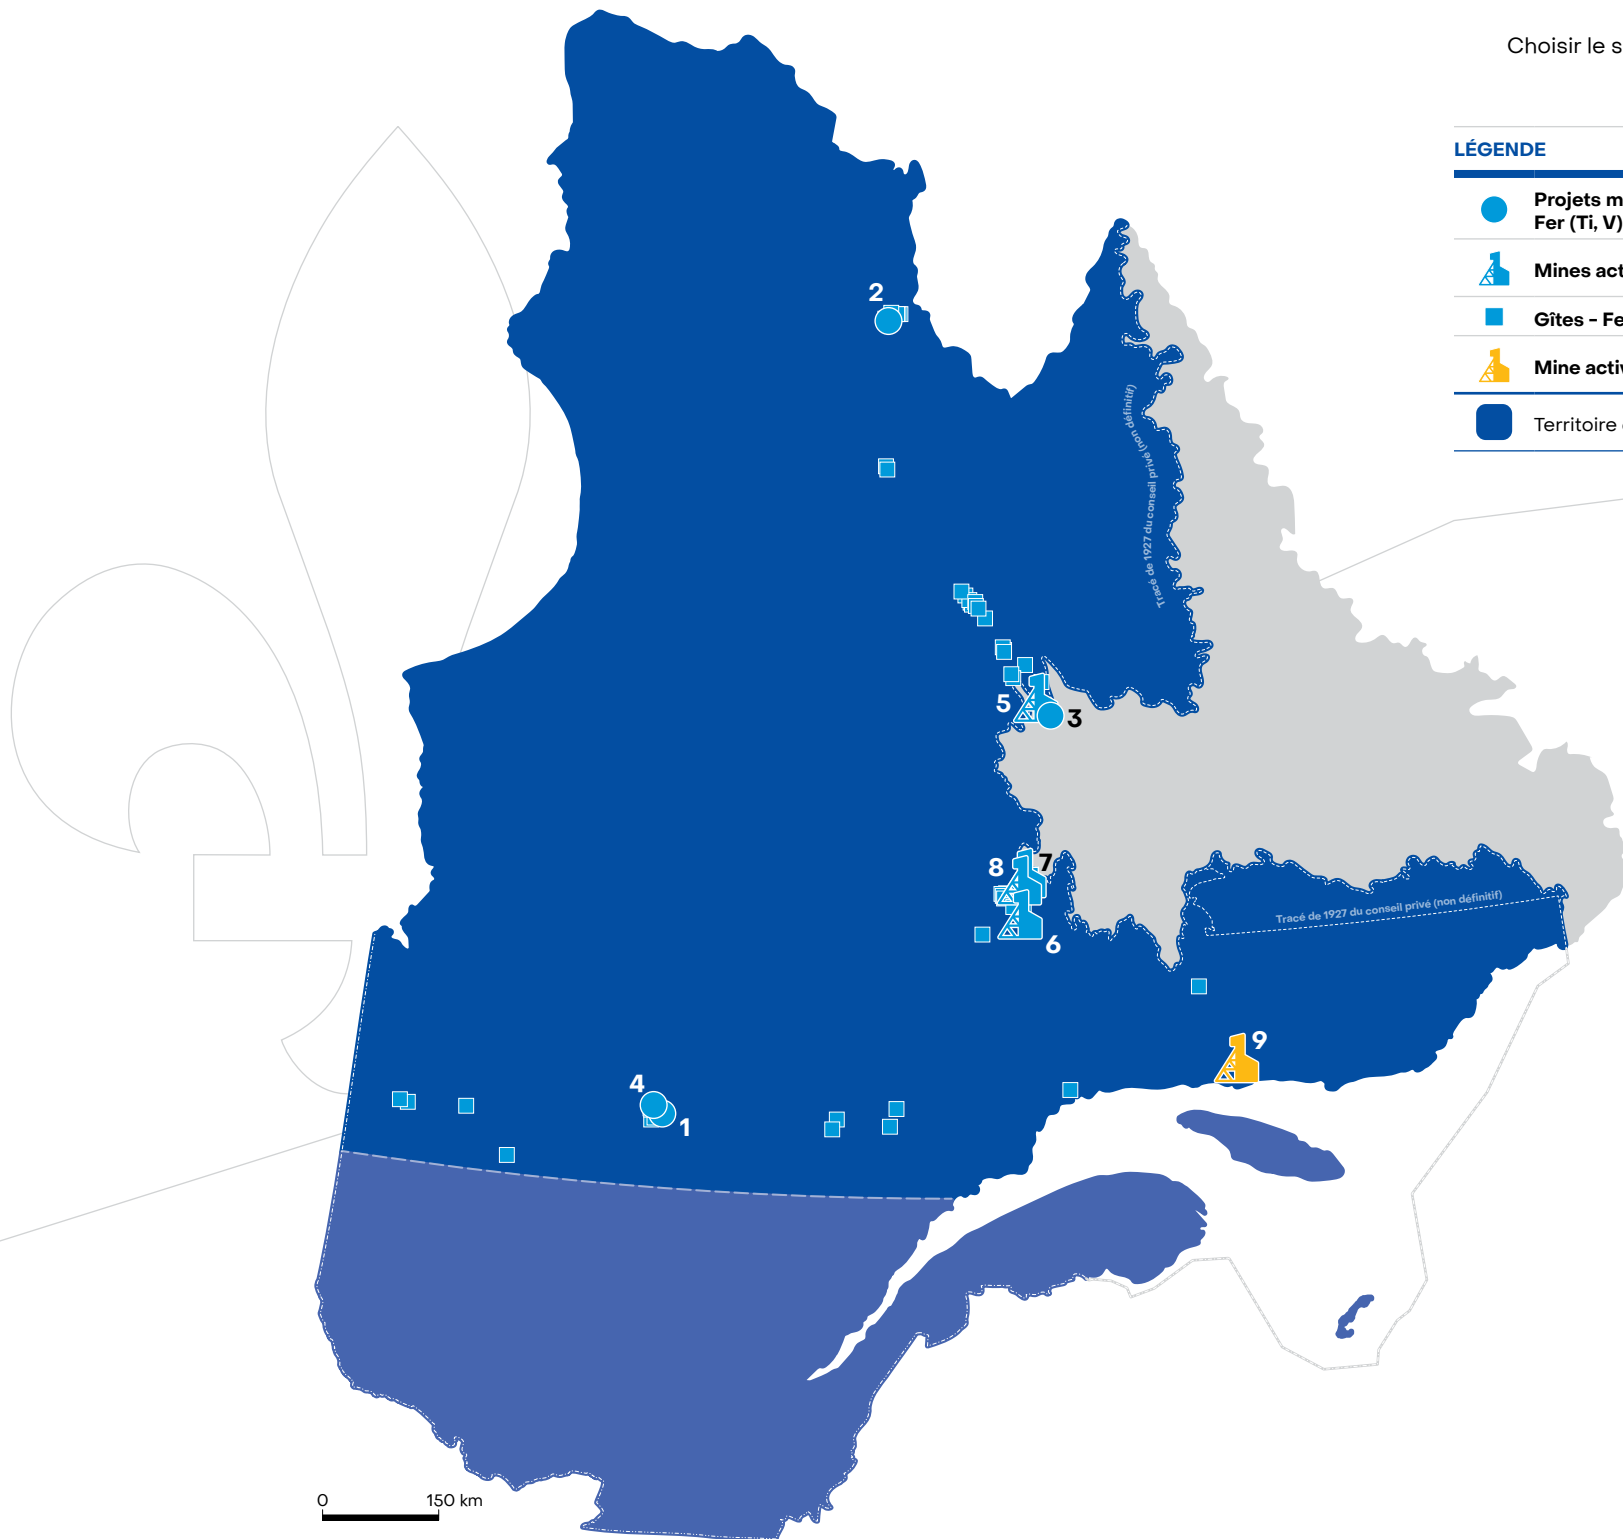 Choisir le s
LÉGENDE
Projets m
Fer (Ti, V)
Mines act
Gîtes - Fe
Mine activ
Territoire
2
Tracé de 1927 du conseil privé (non définitif)
5
3
8
7
6
Tracé de 1927 du conseil privé (non définitif)
9
4
1
0
150 km